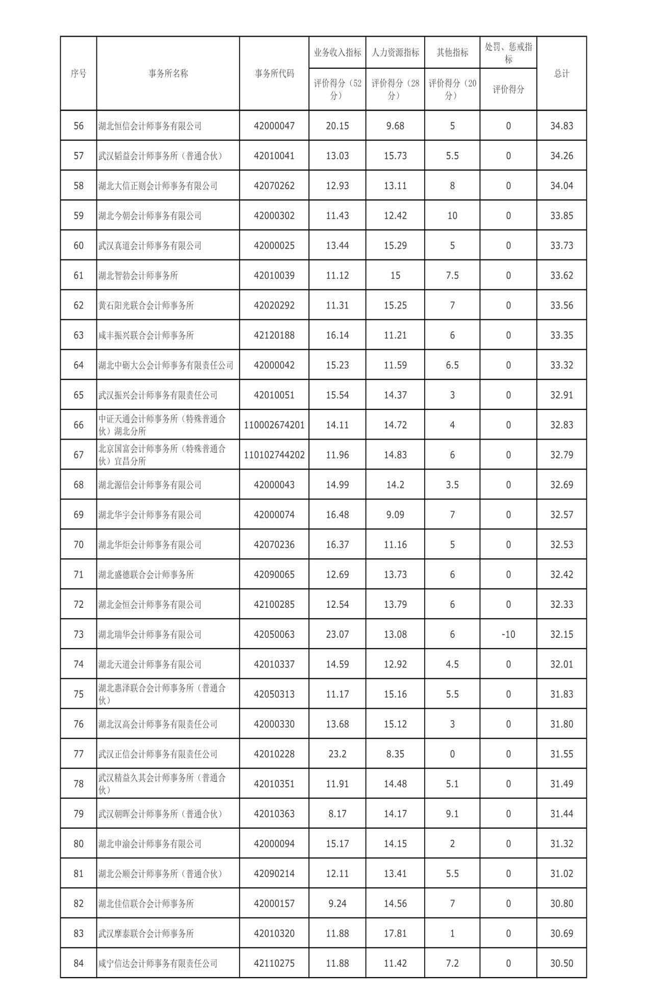 序号 事务所名称 事务所代码 业务收入指标 人力资源指标 其他指标 处罚、惩戒指标 总计
评价得分（52分） 评价得分（28分） 评价得分（20分） 评价得分
56 湖北恒信会计师事务有限公司 42000047 20.15 9.68 5 0 34.83
57 武汉韬益会计师事务所（普通合伙） 42010041 13.03 15.73 5.5 0 34.26
58 湖北大信正则会计师事务有限公司 42070262 12.93 13.11 8 0 34.04
59 湖北今朝会计师事务有限公司 42000302 11.43 12.42 10 0 33.85
60 武汉真道会计师事务有限公司 42000025 13.44 15.29 5 0 33.73
61 湖北智勃会计师事务所 42010039 11.12 15 7.5 0 33.62
62 黄石阳光联合会计师事务所 42020292 11.31 15.25 7 0 33.56
63 咸丰振兴联合会计师事务所 42120188 16.14 11.21 6 0 33.35
64 湖北中砺大公会计师事务有限责任公司 42000042 15.23 11.59 6.5 0 33.32
65 武汉振兴会计师事务有限责任公司 42010051 15.54 14.37 3 0 32.91
66 中证天通会计师事务所（特殊普通合伙）湖北分所 110002674201 14.11 14.72 4 0 32.83
67 北京国富会计师事务所（特殊普通合伙）宜昌分所 110102744202 11.96 14.83 6 0 32.79
68 湖北源信会计师事务有限公司 42000043 14.99 14.2 3.5 0 32.69
69 湖北华宇会计师事务有限公司 42000074 16.48 9.09 7 0 32.57
70 湖北华炬会计师事务有限公司 42070236 16.37 11.16 5 0 32.53
71 湖北盛德联合会计师事务所 42090065 12.69 13.73 6 0 32.42
72 湖北金恒会计师事务有限公司 42100285 12.54 13.79 6 0 32.33
73 湖北瑞华会计师事务有限公司 42050063 23.07 13.08 6 -10 32.15
74 湖北天道会计师事务有限公司 42010337 14.59 12.92 4.5 0 32.01
75 湖北惠泽联合会计师事务所（普通合伙） 42050313 11.17 15.16 5.5 0 31.83
76 湖北汉高会计师事务有限责任公司 42000330 13.68 15.12 3 0 31.80
77 武汉正信会计师事务有限责任公司 42010228 23.2 8.35 0 0 31.55
78 武汉精益久其会计师事务所（普通合伙） 42010351 11.91 14.48 5.1 0 31.49
79 武汉朝晖会计师事务所（普通合伙） 42010363 8.17 14.17 9.1 0 31.44
80 湖北申渝会计师事务有限公司 42000094 15.17 14.15 2 0 31.32
81 湖北公顺会计师事务所（普通合伙） 42090214 12.11 13.41 5.5 0 31.02
82 湖北佳信联合会计师事务所 42000157 9.24 14.56 7 0 30.80
83 武汉摩泰联合会计师事务所 42010320 11.88 17.81 1 0 30.69
84 咸宁信达会计师事务有限责任公司 42110275 11.88 11.42 7.2 0 30.50